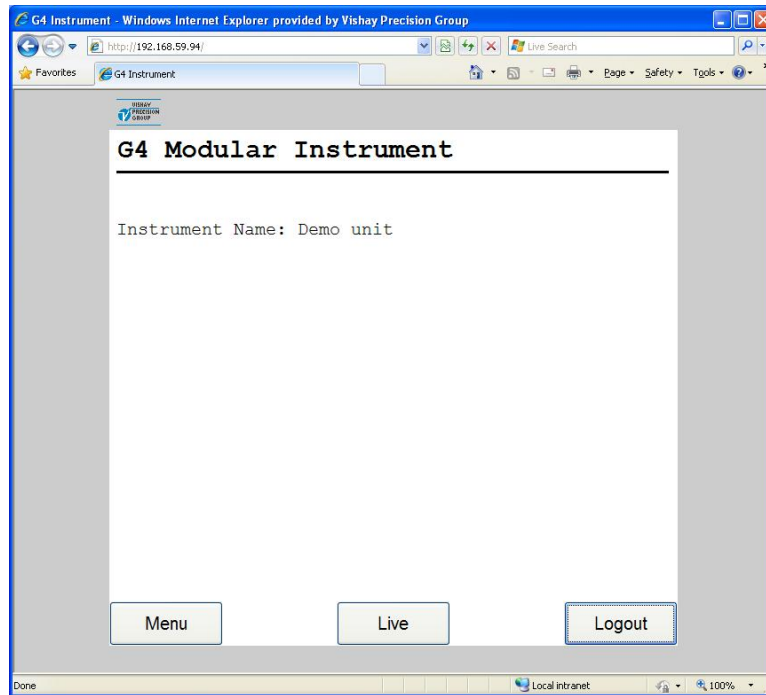 G4 Instrument - Windows Internet Explorer provided by Vishay Precision Group
http://192.168.59.94/
Live Search
Favorites
G4 Instrument
Page
Safety
Tools
VISHAY
PRECISION
GROUP
G4 Modular Instrument
Instrument Name: Demo unit
Menu
Live
Logout
Done
Local intranet
100%